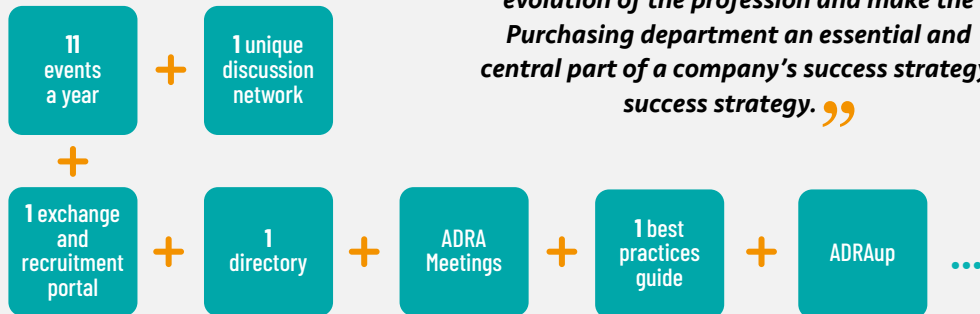 11
events
a year
+
1 unique
discussion
network
evolution of the profession and make the
Purchasing department an essential and
central part of a company's success strategy
success strategy. ”
+
1 exchange
and
recruitment
portal
+
1
directory
+
ADRA
Meetings
+
1 best
practices
guide
+
ADRAup
...